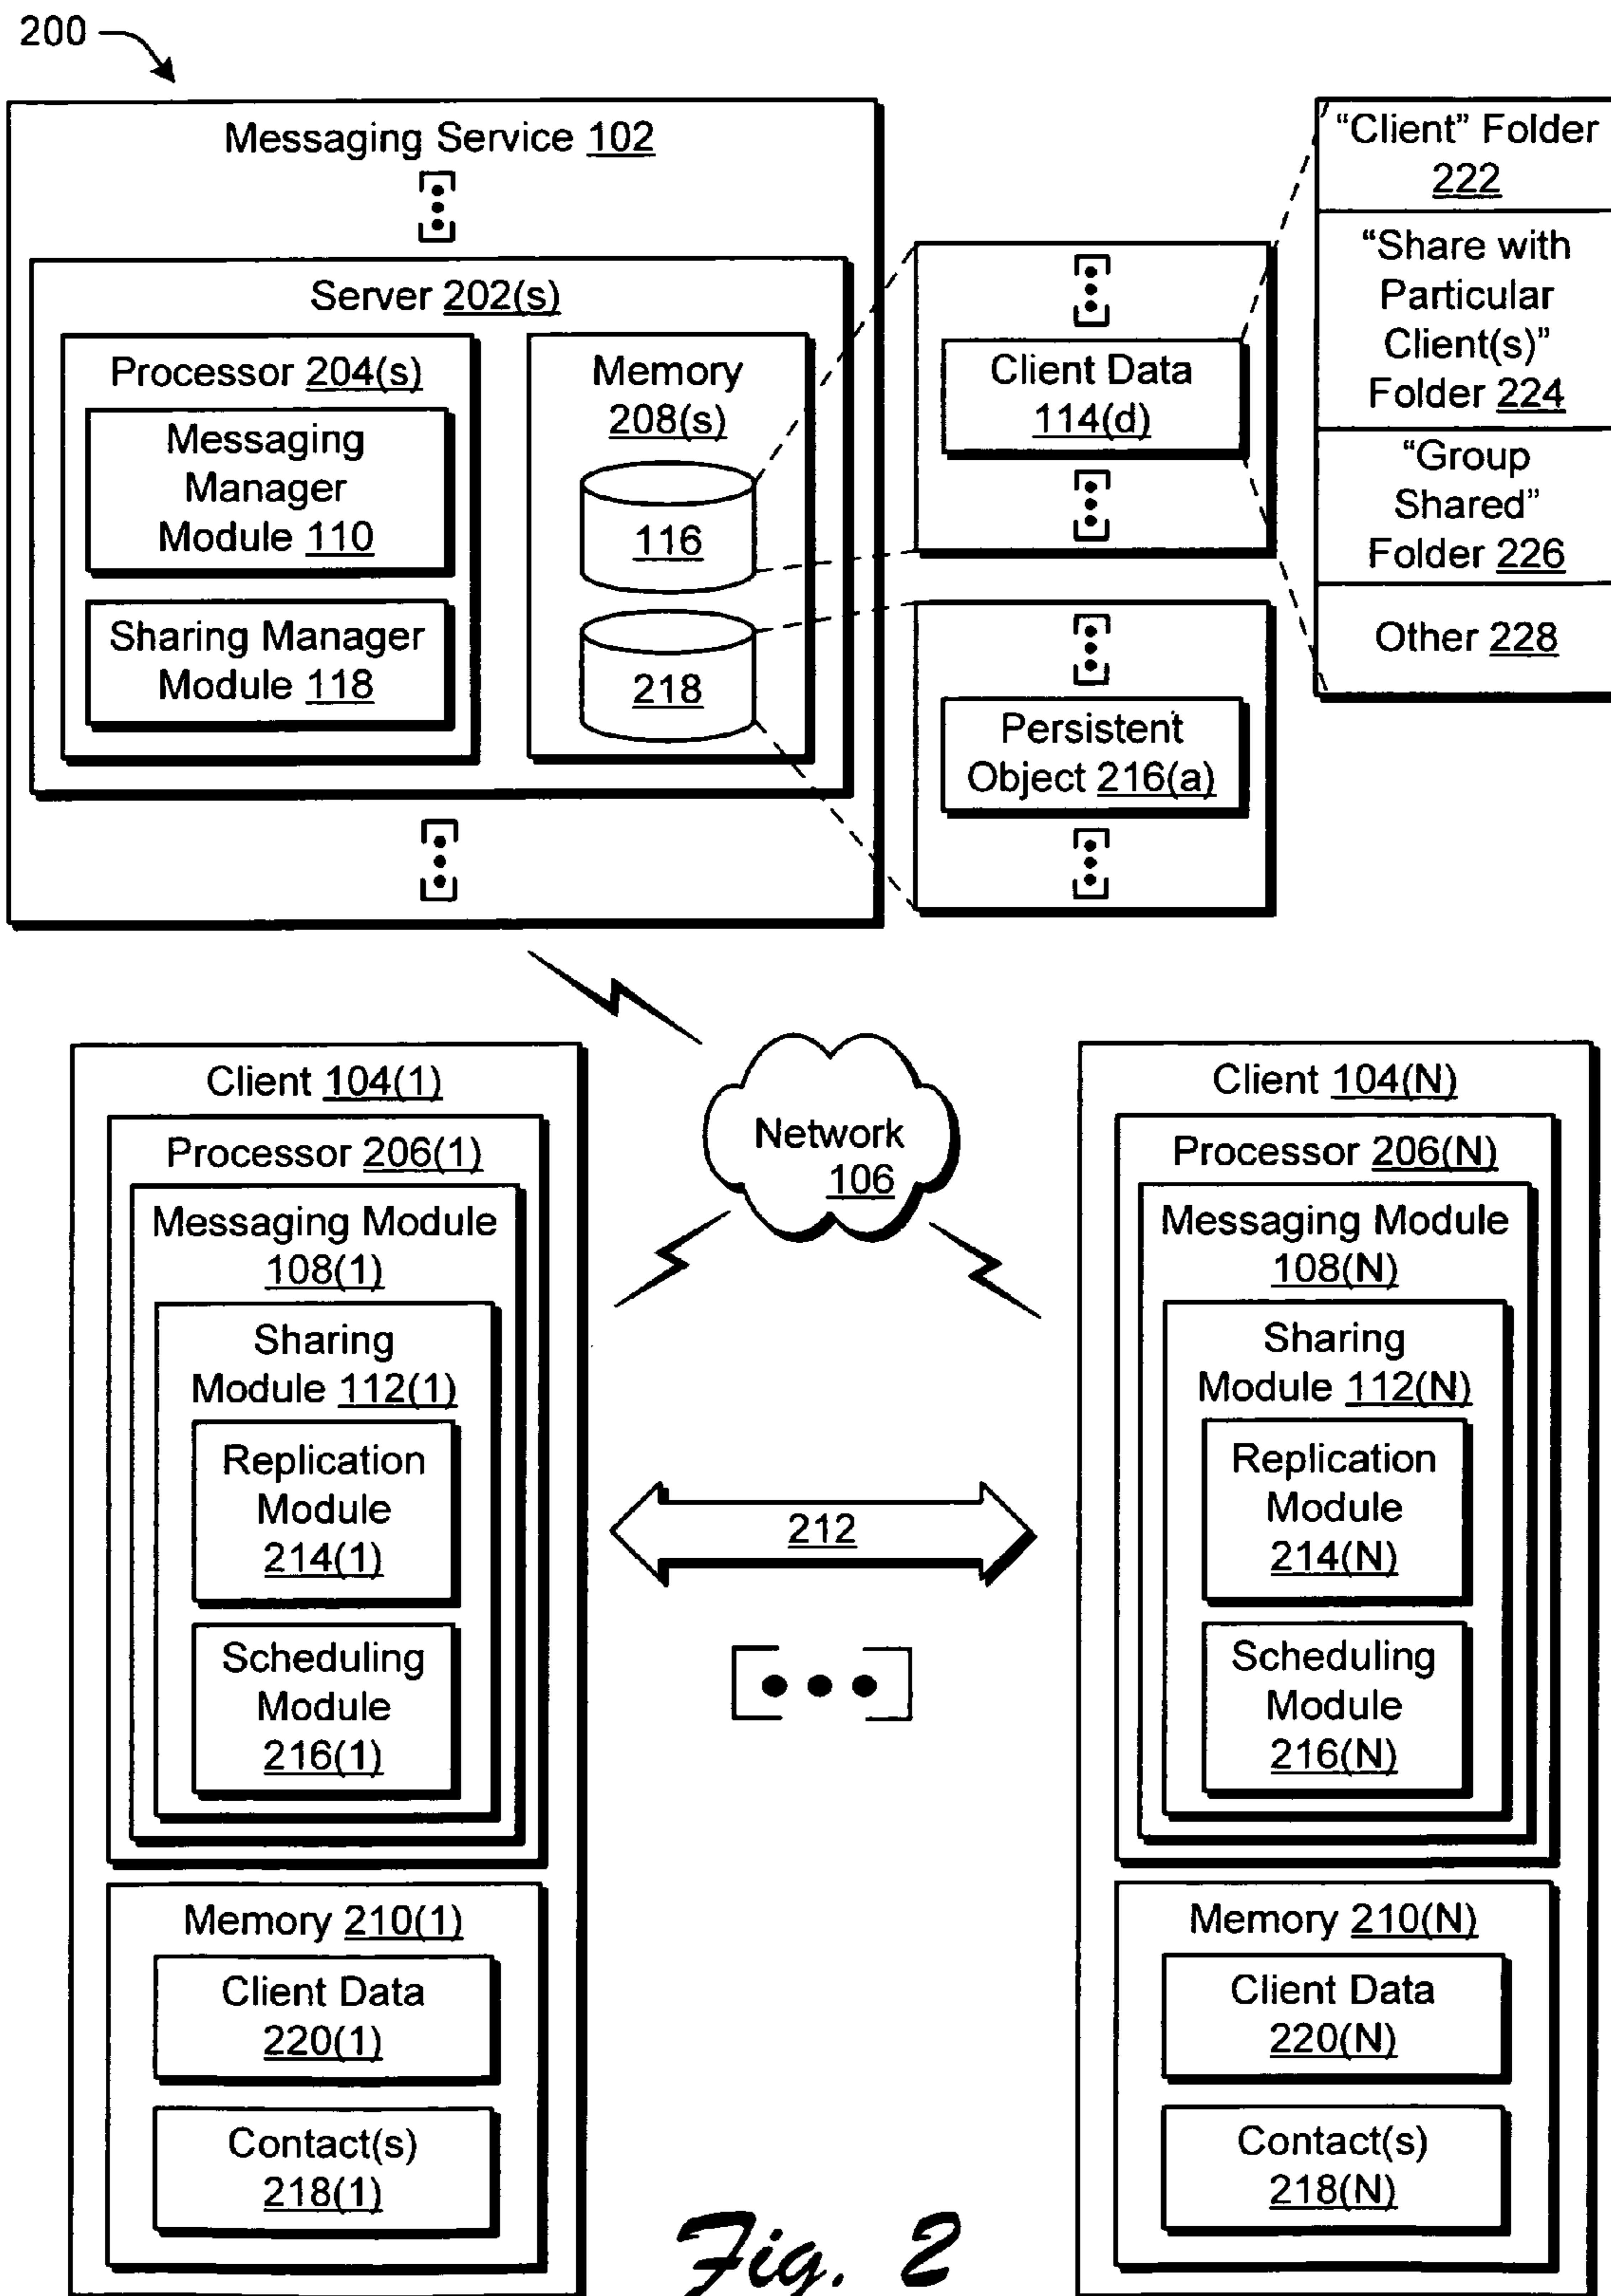 200
Messaging Service 102
Server 202(s)
Processor 204(s)
Messaging
Manager
Module 110
Sharing Manager
Module 118
Memory
208(s)
116
218
Client Data
114(d)
Persistent
Object 216(a)
“Client” Folder
222
“Share with
Particular
Client(s)”
Folder 224
“Group
Shared”
Folder 226
Other 228
Network
106
Client 104(1)
Processor 206(1)
Messaging Module
108(1)
Sharing
Module 112(1)
Replication
Module
214(1)
Scheduling
Module
216(1)
Memory 210(1)
Client Data
220(1)
Contact(s)
218(1)
212
Client 104(N)
Processor 206(N)
Messaging Module
108(N)
Sharing
Module 112(N)
Replication
Module
214(N)
Scheduling
Module
216(N)
Memory 210(N)
Client Data
220(N)
Contact(s)
218(N)
Fig. 2